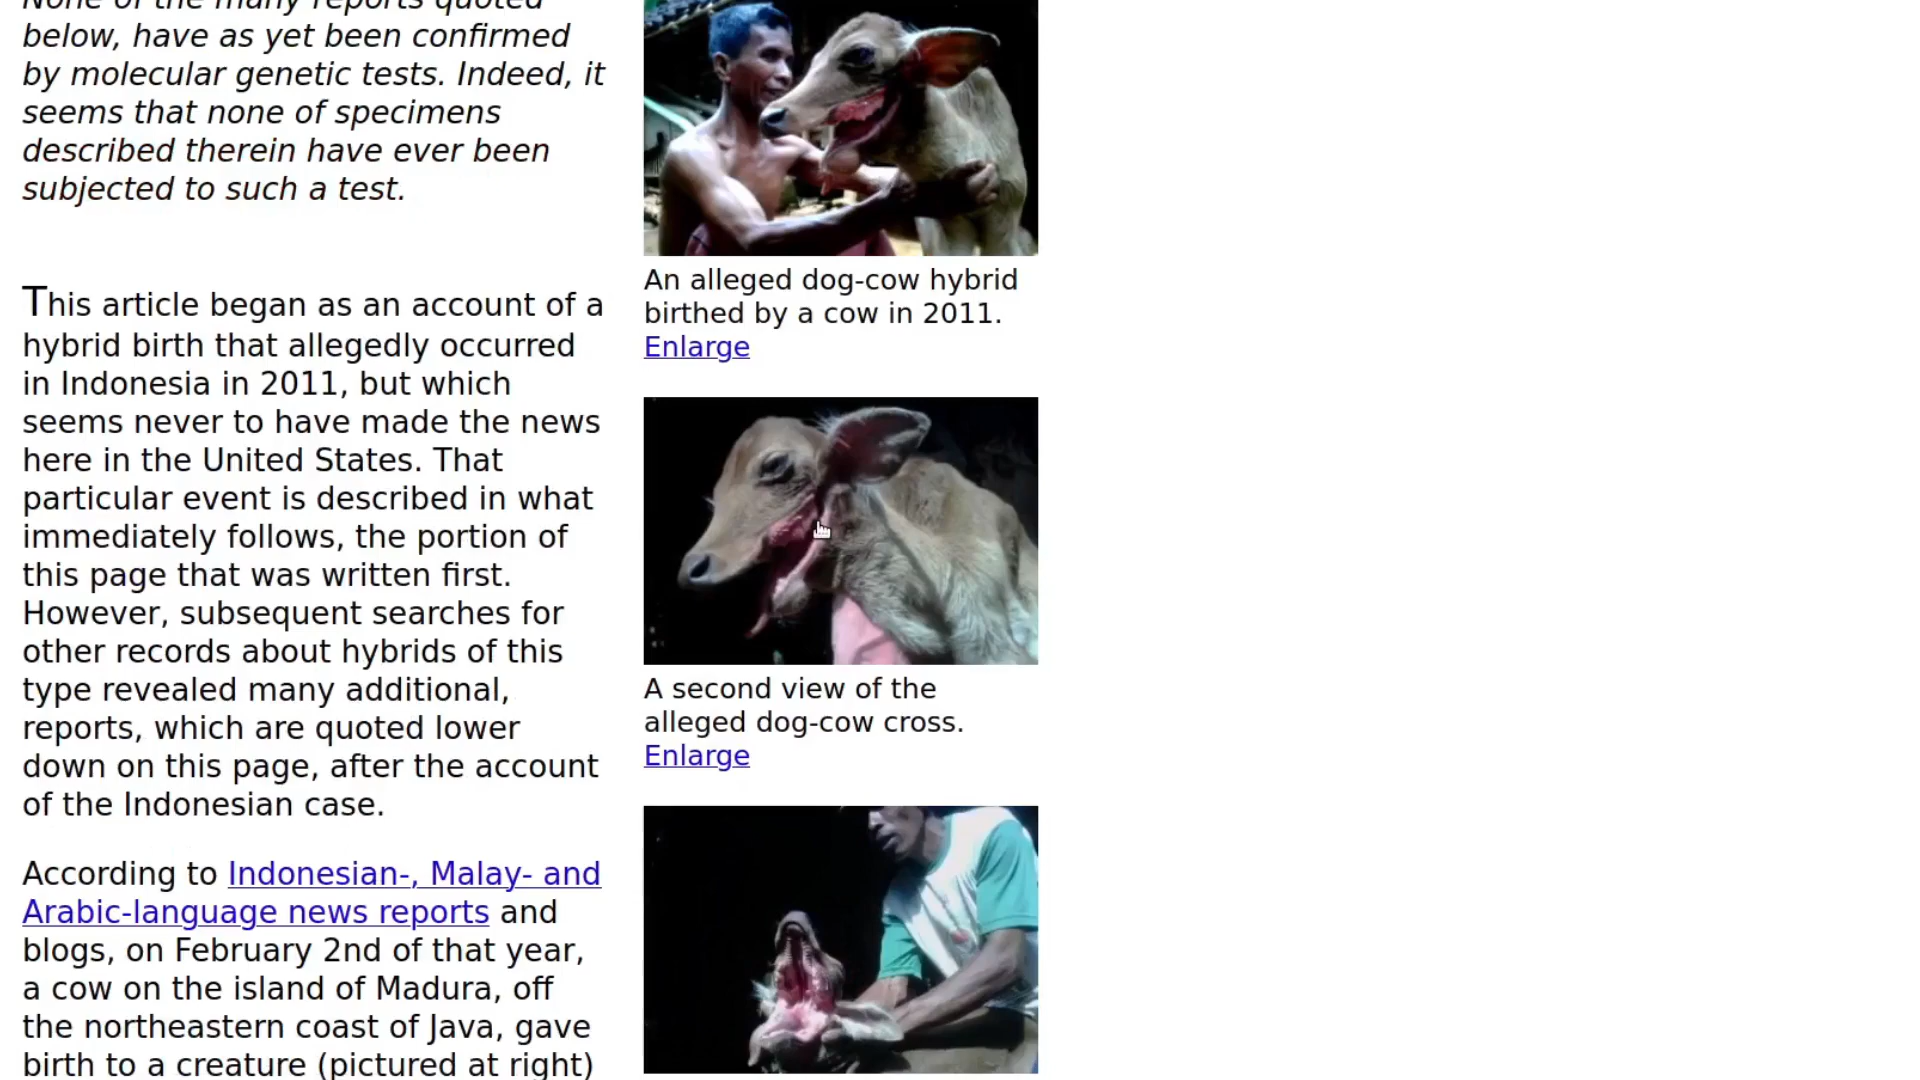 None of the many reports quoted
below, have as yet been confirmed
by molecular genetic tests. Indeed, it
seems that none of specimens
described therein have ever been
subjected to such a test.
This article began as an account of a
hybrid birth that allegedly occurred
in Indonesia in 2011, but which
seems never to have made the news
here in the United States. That
particular event is described in what
immediately follows, the portion of
this page that was written first.
However, subsequent searches for
other records about hybrids of this
type revealed many additional,
reports, which are quoted lower
down on this page, after the account
of the Indonesian case.
According to Indonesian-, Malay- and
Arabic-language news reports and
blogs, on February 2nd of that year,
a cow on the island of Madura, off
the northeastern coast of Java, gave
birth to a creature (pictured at right)
An alleged dog-cow hybrid
birthed by a cow in 2011.
Enlarge
A second view of the
alleged dog-cow cross.
Enlarge